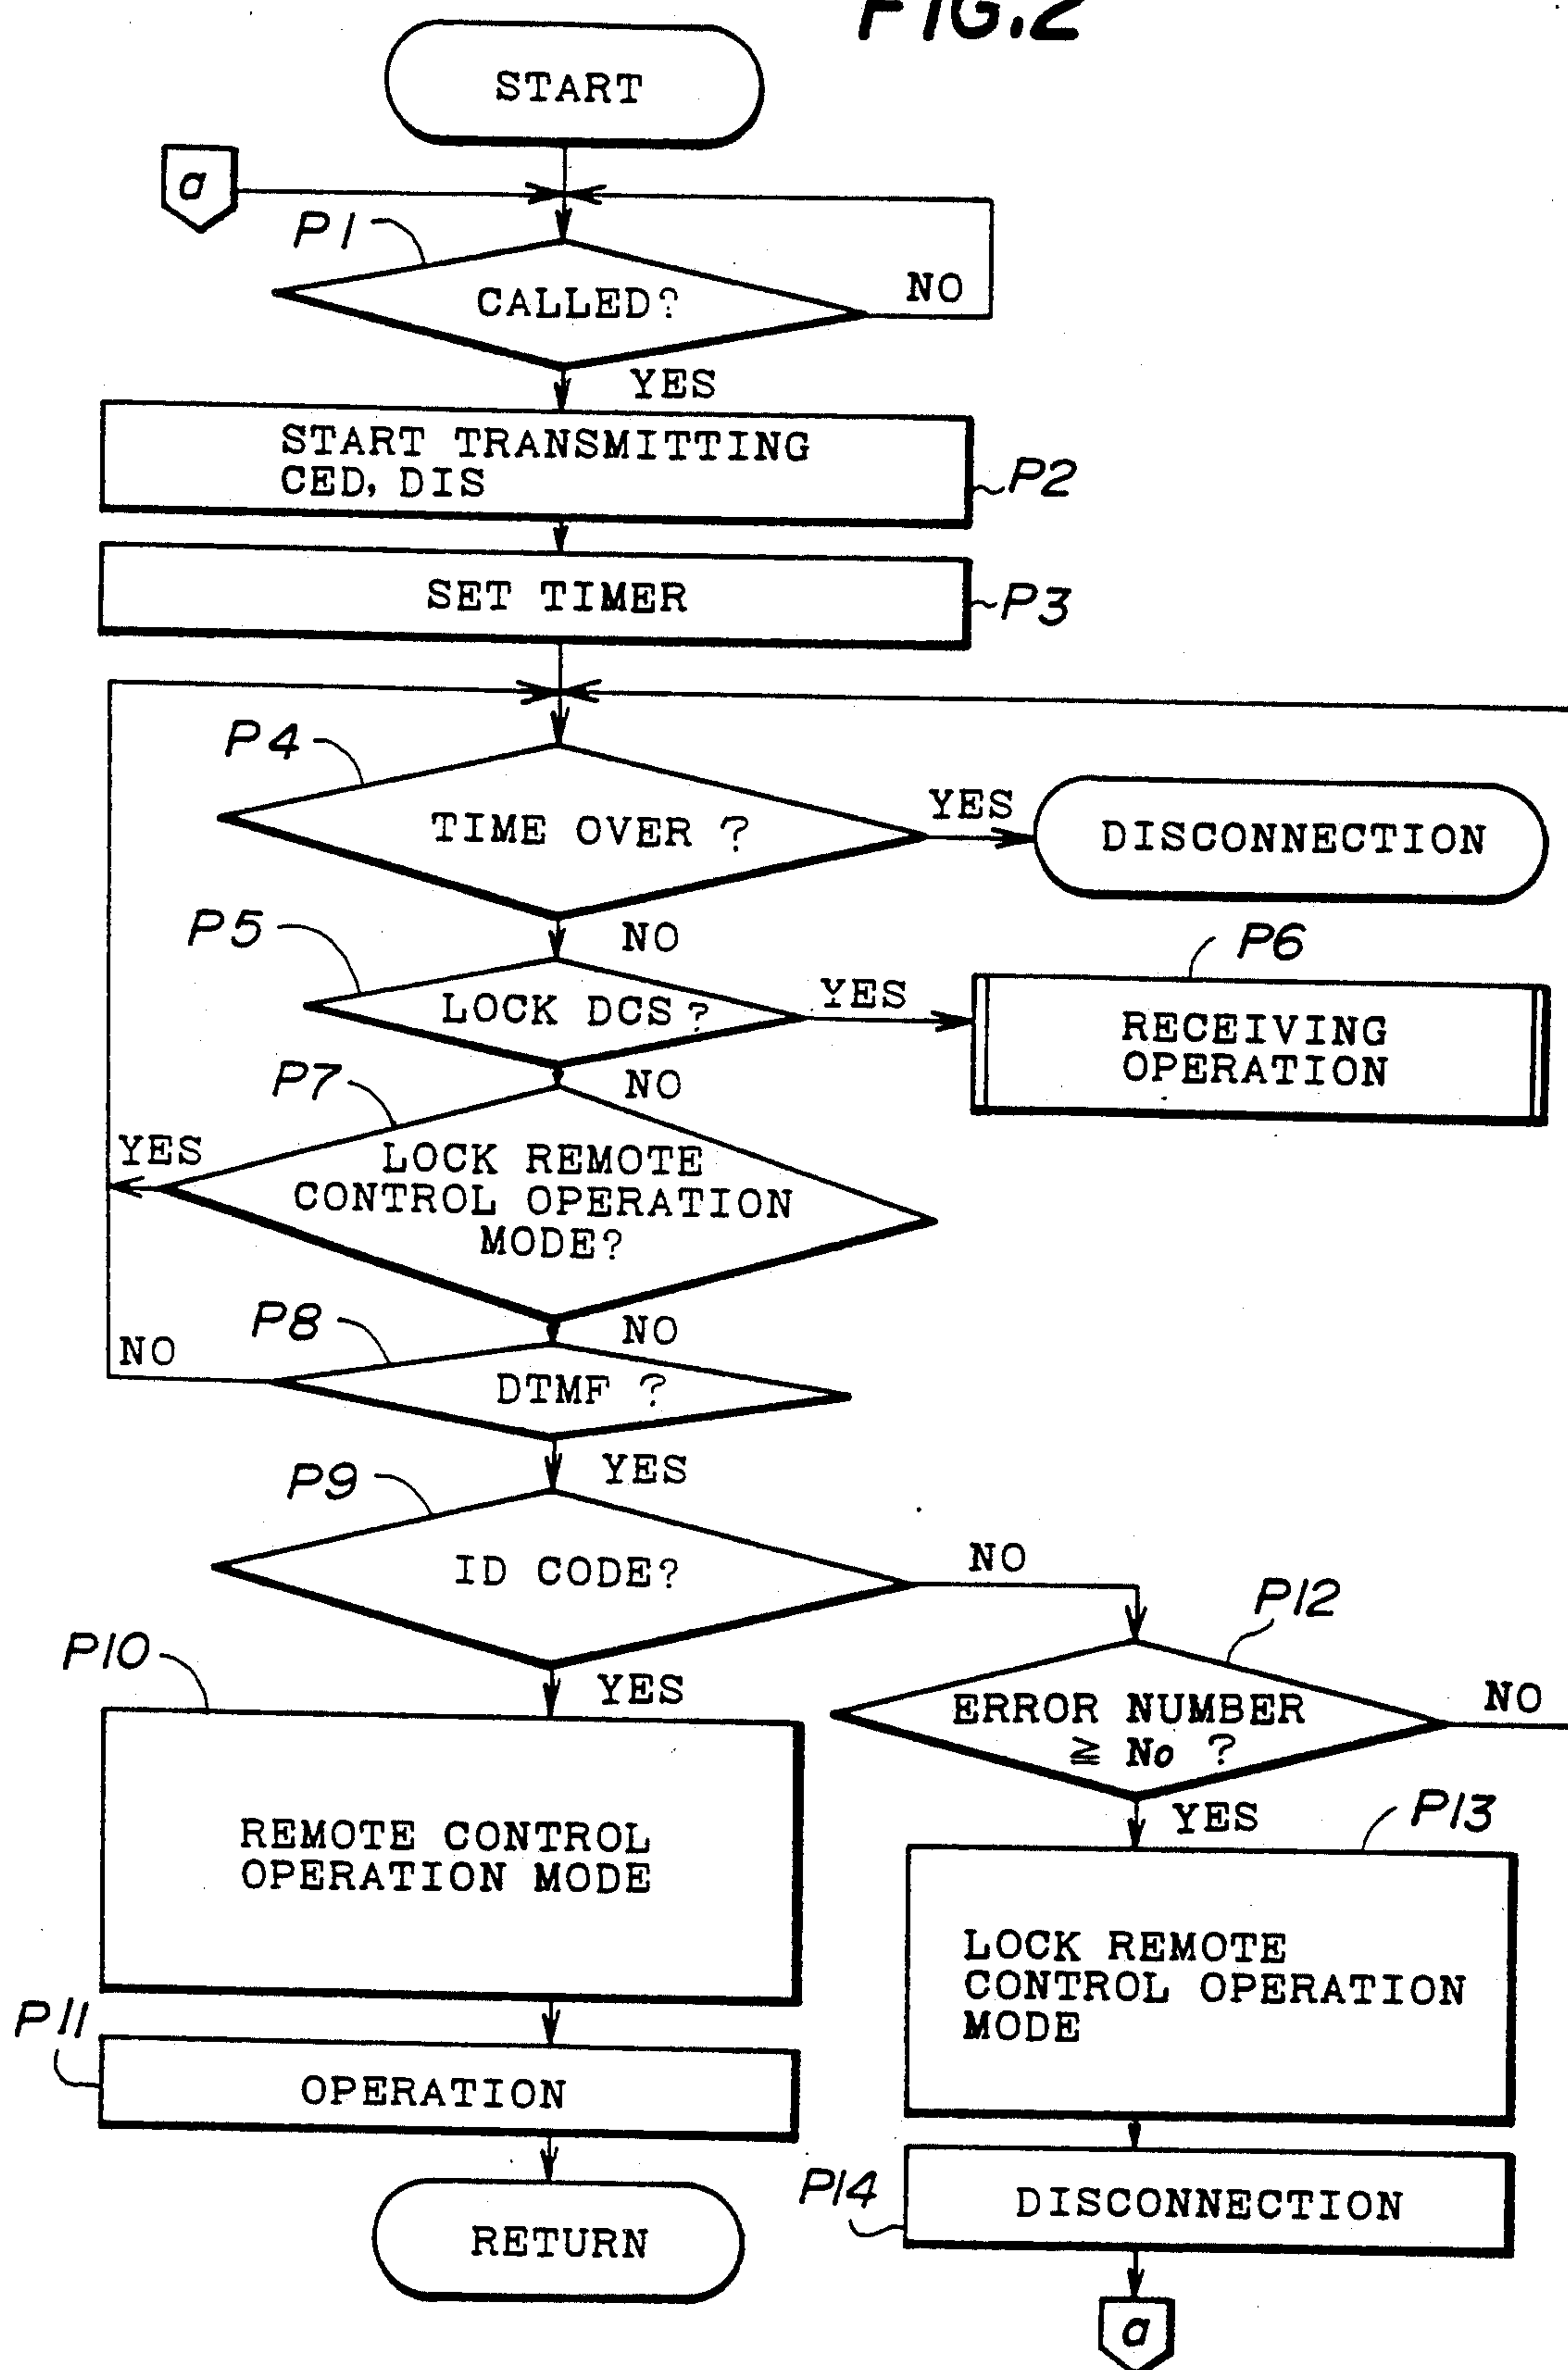 FIG.2
START
a
P1
CALLED?
NO
YES
START TRANSMITTING
CED, DIS
P2
SET TIMER
P3
P4
TIME OVER ?
YES
DISCONNECTION
NO
P5
LOCK DCS?
YES
P6
RECEIVING
OPERATION
NO
P7
YES
LOCK REMOTE
CONTROL OPERATION
MODE?
NO
P8
NO
DTMF ?
YES
P9
ID CODE?
NO
P12
ERROR NUMBER
≧ No ?
NO
YES
P10
REMOTE CONTROL
OPERATION MODE
YES
P13
LOCK REMOTE
CONTROL OPERATION
MODE
P11
OPERATION
P14
DISCONNECTION
RETURN
a